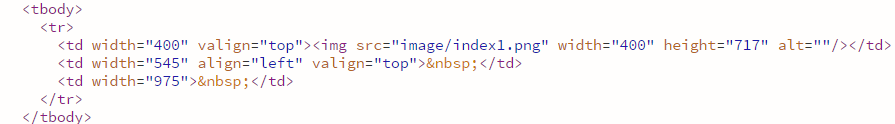 <tbody>
<tr>
<td width="400" valign="top"><img src="image/index1.png" width="400" height="717" alt=""/></td>
<td width="545" align="left" valign="top">&nbsp;</td>
<td width="975">&nbsp;</td>
</tr>
</tbody>